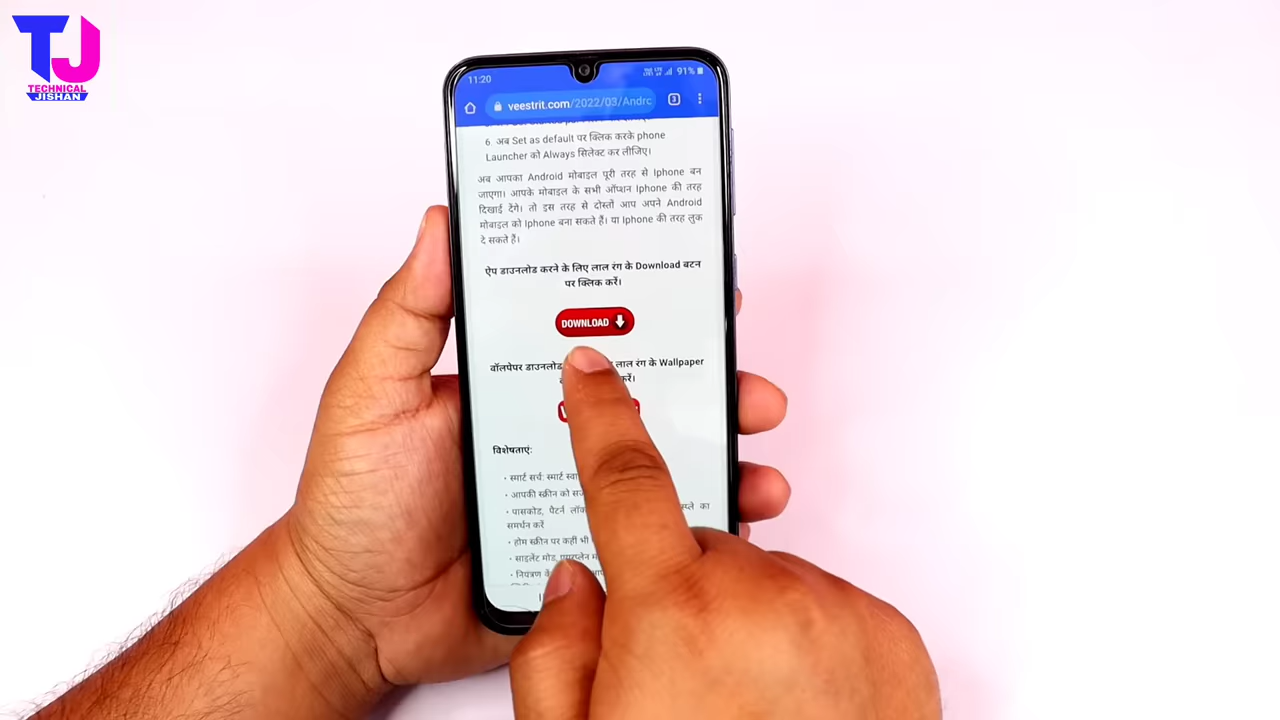 TJ
TECHNICAL
JISHAN
11:20
91%
veestrit.com/2022/03/Andrc
3
6. अब Set as default पर क्लिक करके phone
Launcher को Always सिलेक्ट कर लीजिए।
अब आपका Android मोबाइल पूरी तरह से Iphone बन
जाएगा। आपके मोबाइल के सभी ऑप्शन Iphone की तरह
दिखाई देंगे। तो इस तरह से दोस्तों आप अपने Android
मोबाइल को Iphone बना सकते हैं। या Iphone की तरह लुक
दे सकते हैं।
ऐप डाउनलोड करने के लिए लाल रंग के Download बटन
पर क्लिक करें।
DOWNLOAD
वॉलपेपर डाउनलोड लाल रंग के Wallpaper
करें।
विशेषताएं:
• स्मार्ट सर्च: स्मार्ट
• आपकी स्क्रीन को
• पासकोड, पैटर्न का
समर्थन करें
• होम स्क्रीन पर कहीं भी
• साइलेंट मोड, एयरप्लेन